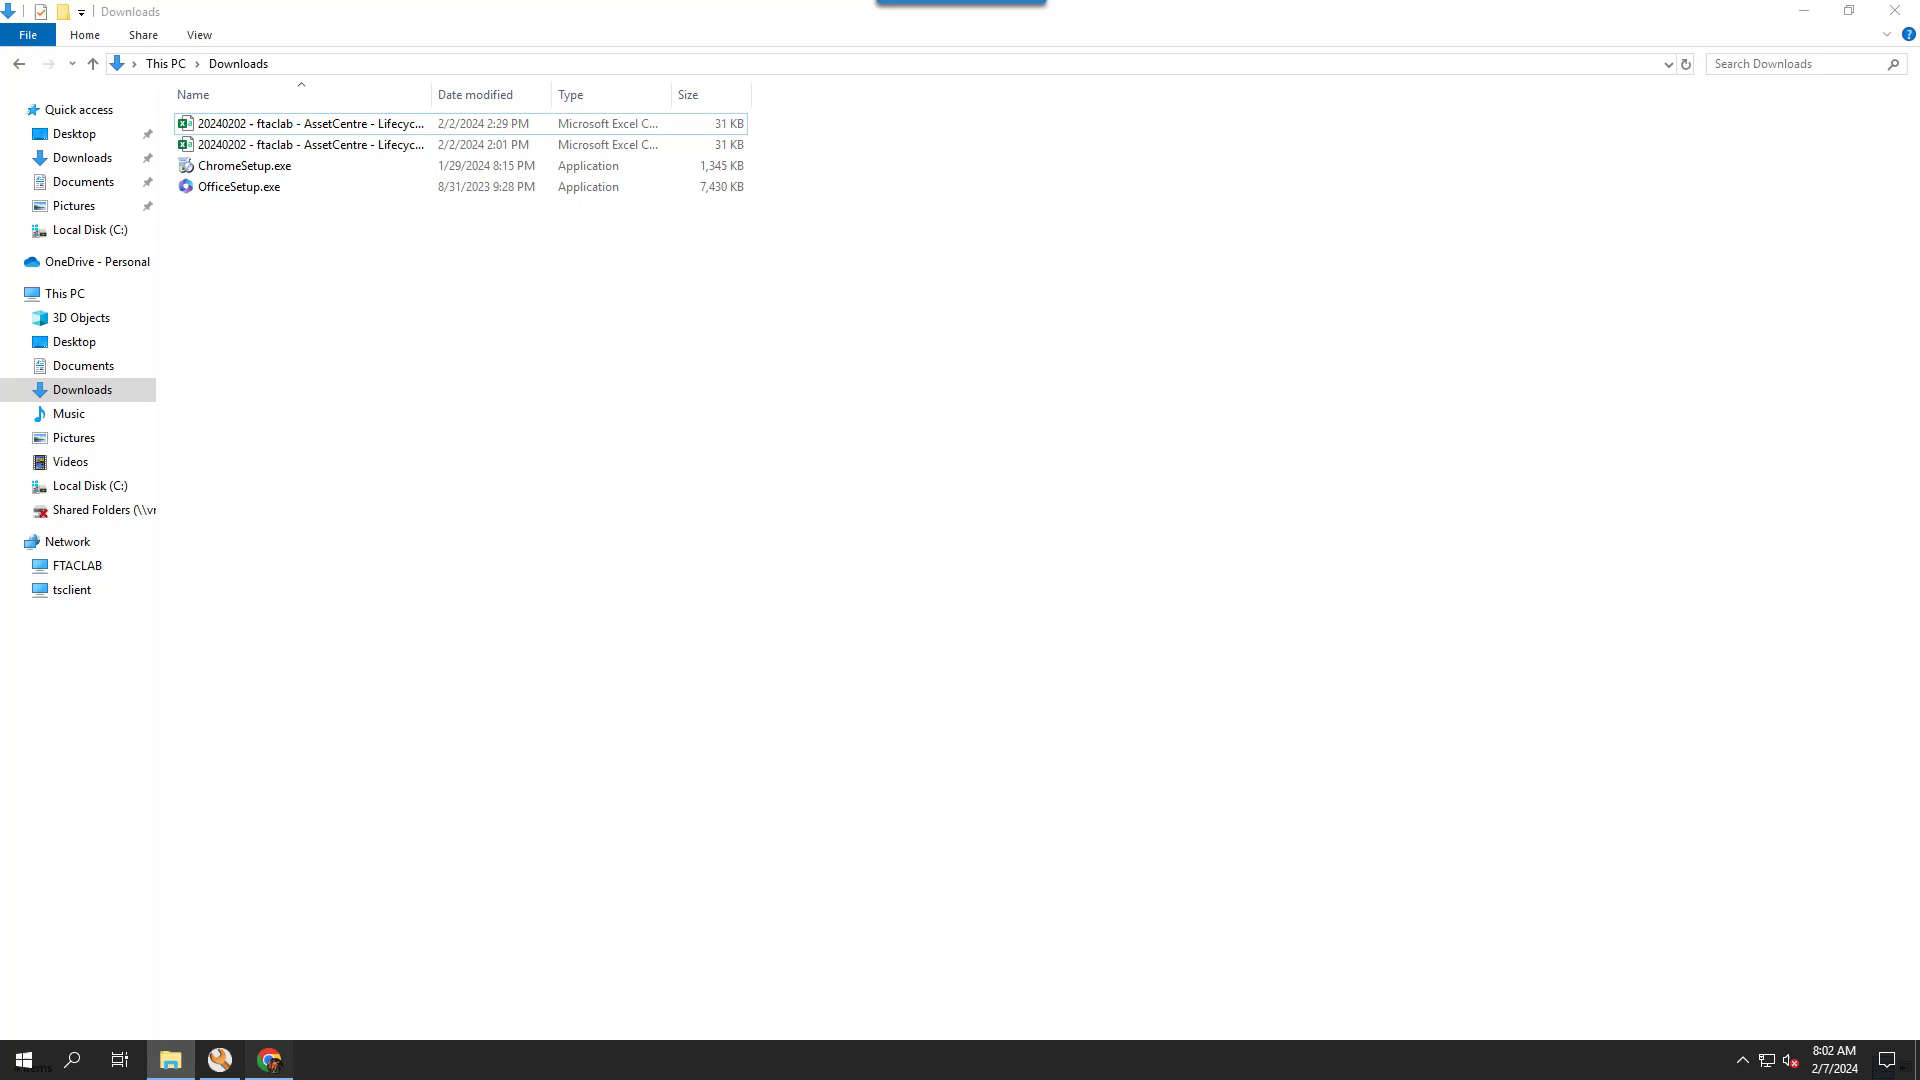 Downloads
File Home Share View
This PC Downloads
Search Downloads
Name Date modified Type Size
20240202 - ftaclab - AssetCentre - Lifecyc... 2/2/2024 2:29 PM Microsoft Excel C... 31 KB
20240202 - ftaclab - AssetCentre - Lifecyc... 2/2/2024 2:01 PM Microsoft Excel C... 31 KB
ChromeSetup.exe 1/29/2024 8:15 PM Application 1,345 KB
OfficeSetup.exe 8/31/2023 9:28 PM Application 7,430 KB
Quick access
Desktop
Downloads
Documents
Pictures
Local Disk (C:)
OneDrive - Personal
This PC
3D Objects
Desktop
Documents
Downloads
Music
Pictures
Videos
Local Disk (C:)
Shared Folders (\\vr
Network
FTACLAB
tsclient
8:02 AM
2/7/2024